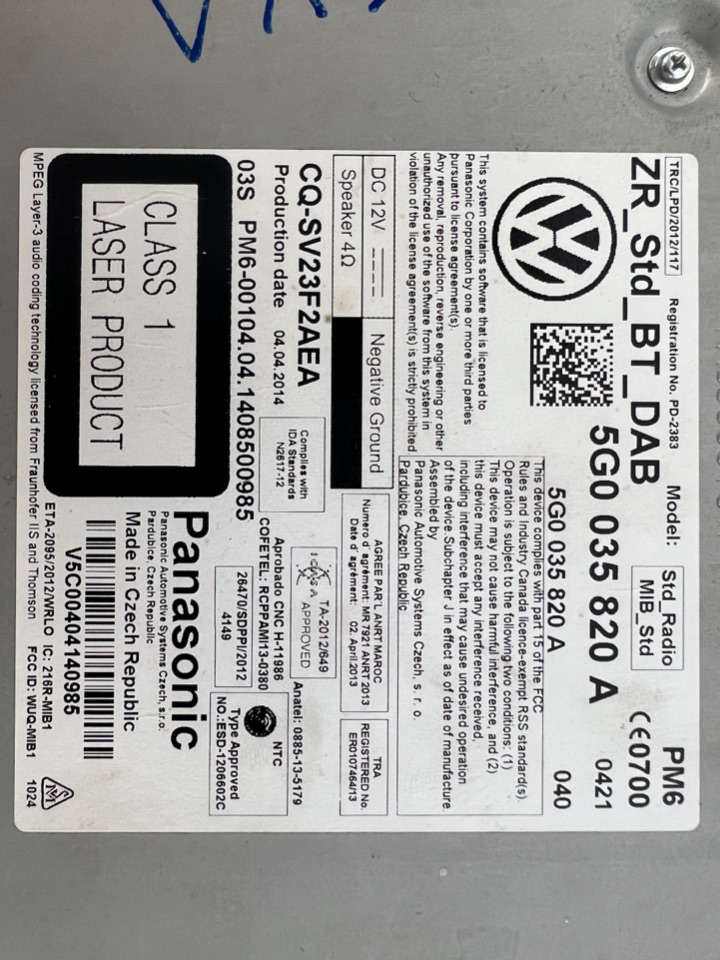 TRC/LPD/2012/117
Registration No. PD-2383
Model:
Std_Radio
MIB_Std
PM6
ZR_Std_BT_DAB
5G0 035 820 A
0421
CE0700
5G0 035 820 A
040
This system contains software that is licensed to
Panasonic Corporation by one or more third parties
pursuant to license agreement(s).
Any removal, reproduction, reverse engineering or other
unauthorized use of the software from this system in
violation of the license agreement(s) is strictly prohibited.
This device complies with part 15 of the FCC
Rules and Industry Canada licence-exempt RSS standard(s).
Operation is subject to the following two conditions: (1)
This device may not cause harmful interference, and (2)
this device must accept any interference received,
including interference that may cause undesired operation
of the device.Subchapter J in effect as of date of manufacture.
Assembled by
Panasonic Automotive Systems Czech, s. r. o.
Pardubice, Czech Republic
DC 12V
Negative Ground
Speaker 4Ω
AGREE PAR L'ANRT MAROC
Numero d' agrément: MR 7921 ANRT 2013
Date d' agrément: 02. April 2013
TRA
REGISTERED No.
ER0107464/13
CQ-SV23F2AEA
Production date 04.04.2014
03S PM6-00104.04.1408500985
Complies with
IDA Standards
N2617-12
ICASA
TA-2012/649
APPROVED
Anatel: 0885-13-5179
Aprobado CNC H-11986
COFETEL: RCPPAMI13-0380
26470/SDPPI/2012
4149
NTC
Type Approved
NO.:ESD-1206602C
CLASS 1
LASER PRODUCT
Panasonic
Panasonic Automotive Systems Czech, s.r.o.
Pardubice, Czech Republic
Made in Czech Republic
V5C00404140985
ETA-2095/2012/WRLO IC: 216R-MIB1 FCC ID: WUQ-MIB1 1024
MPEG Layer-3 audio coding technology licensed from Fraunhofer IIS and Thomson